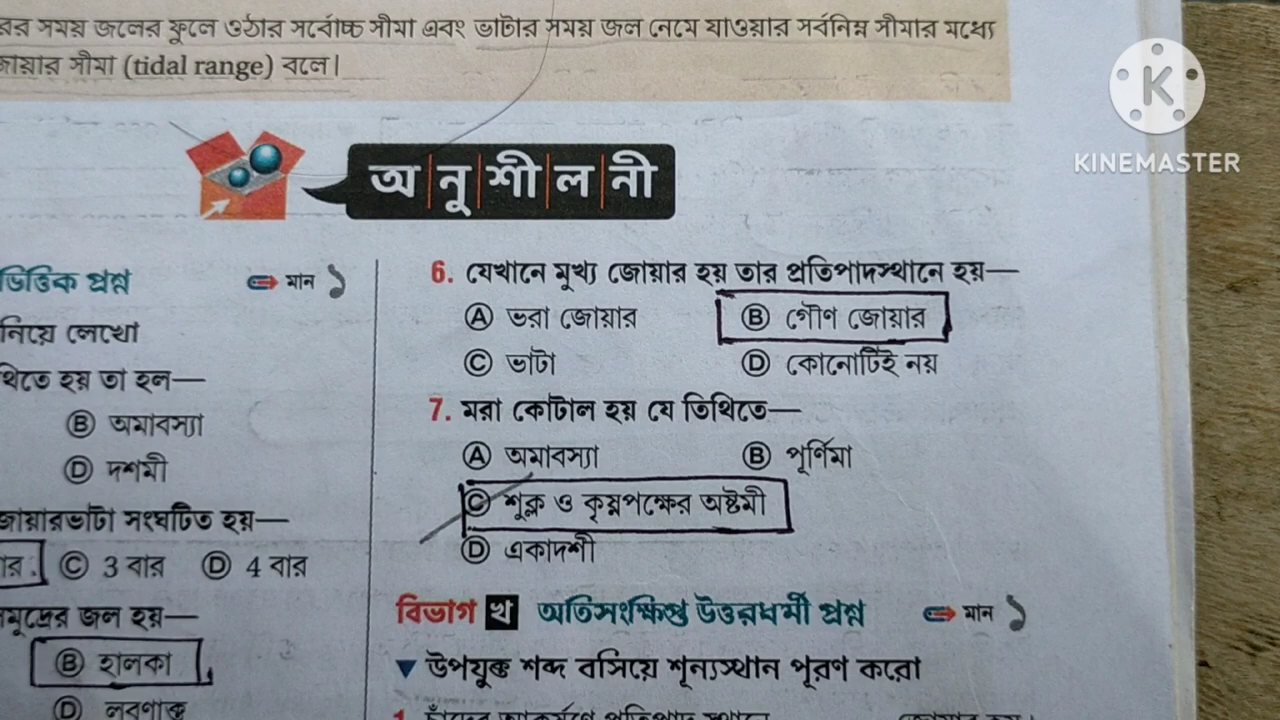 সময় জলের ফুলে ওঠার সর্বোচ্চ সীমা এবং ভাটার সময় জল নেমে যাওয়ার সর্বনিম্ন সীমার মধ্যে
সীমা (tidal range) বলে।
KINEMASTER
অনুশীলনী
ভিত্তিক প্রশ্ন মান ১
নিয়ে লেখো
থিতে হয় তা হল—
Ⓑ অমাবস্যা
Ⓓ দশমী
জোয়ারভাটা সংঘটিত হয়—
Ⓒ 3 বার Ⓓ 4 বার
জল হয়—
Ⓑ হালকা
Ⓓ লবণাক্ত
6. যেখানে মুখ্য জোয়ার হয় তার প্রতিপাদস্থানে হয়—
Ⓐ ভরা জোয়ার Ⓑ গৌণ জোয়ার
Ⓒ ভাটা Ⓓ কোনোটিই নয়
7. মরা কোটাল হয় যে তিথিতে—
Ⓐ অমাবস্যা Ⓑ পূর্ণিমা
Ⓒ শুক্ল ও কৃষ্ণপক্ষের অষ্টমী
Ⓓ একাদশী
বিভাগ খ অতিসংক্ষিপ্ত উত্তরধর্মী প্রশ্ন মান ১
▼ উপযুক্ত শব্দ বসিয়ে শূন্যস্থান পূরণ করো